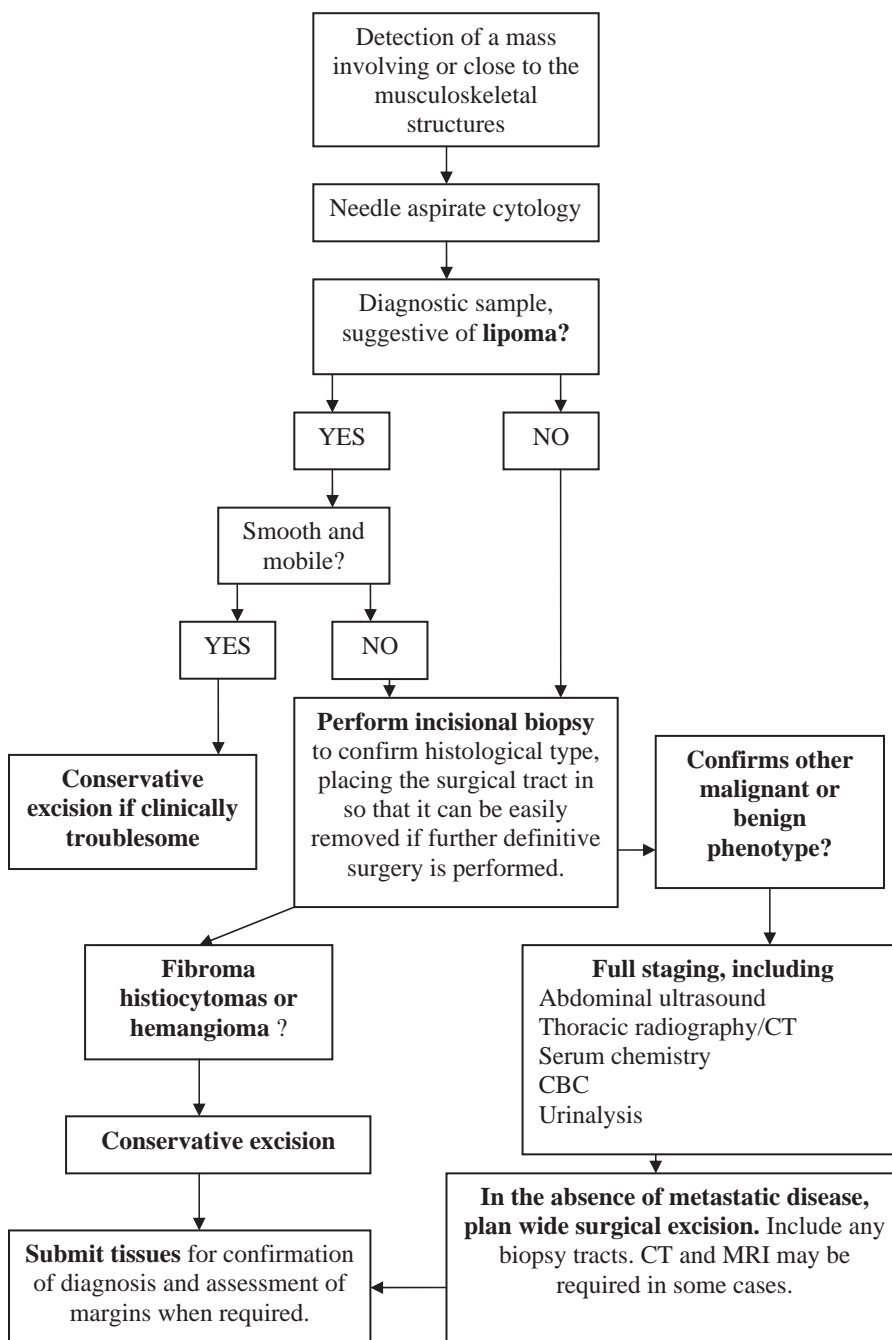 Detection of a mass
involving or close to the
musculoskeletal
structures
Needle aspirate cytology
Diagnostic sample,
suggestive of lipoma?
YES
NO
Smooth and
mobile?
YES
NO
Conservative
excision if clinically
troublesome
Perform incisional biopsy
to confirm histological type,
placing the surgical tract in
so that it can be easily
removed if further definitive
surgery is performed.
Confirms other
malignant or
benign
phenotype?
Fibroma
histiocytomas or
hemangioma ?
Full staging, including
Abdominal ultrasound
Thoracic radiography/CT
Serum chemistry
CBC
Urinalysis
Conservative excision
In the absence of metastatic disease,
plan wide surgical excision. Include any
biopsy tracts. CT and MRI may be
required in some cases.
Submit tissues for confirmation
of diagnosis and assessment of
margins when required.